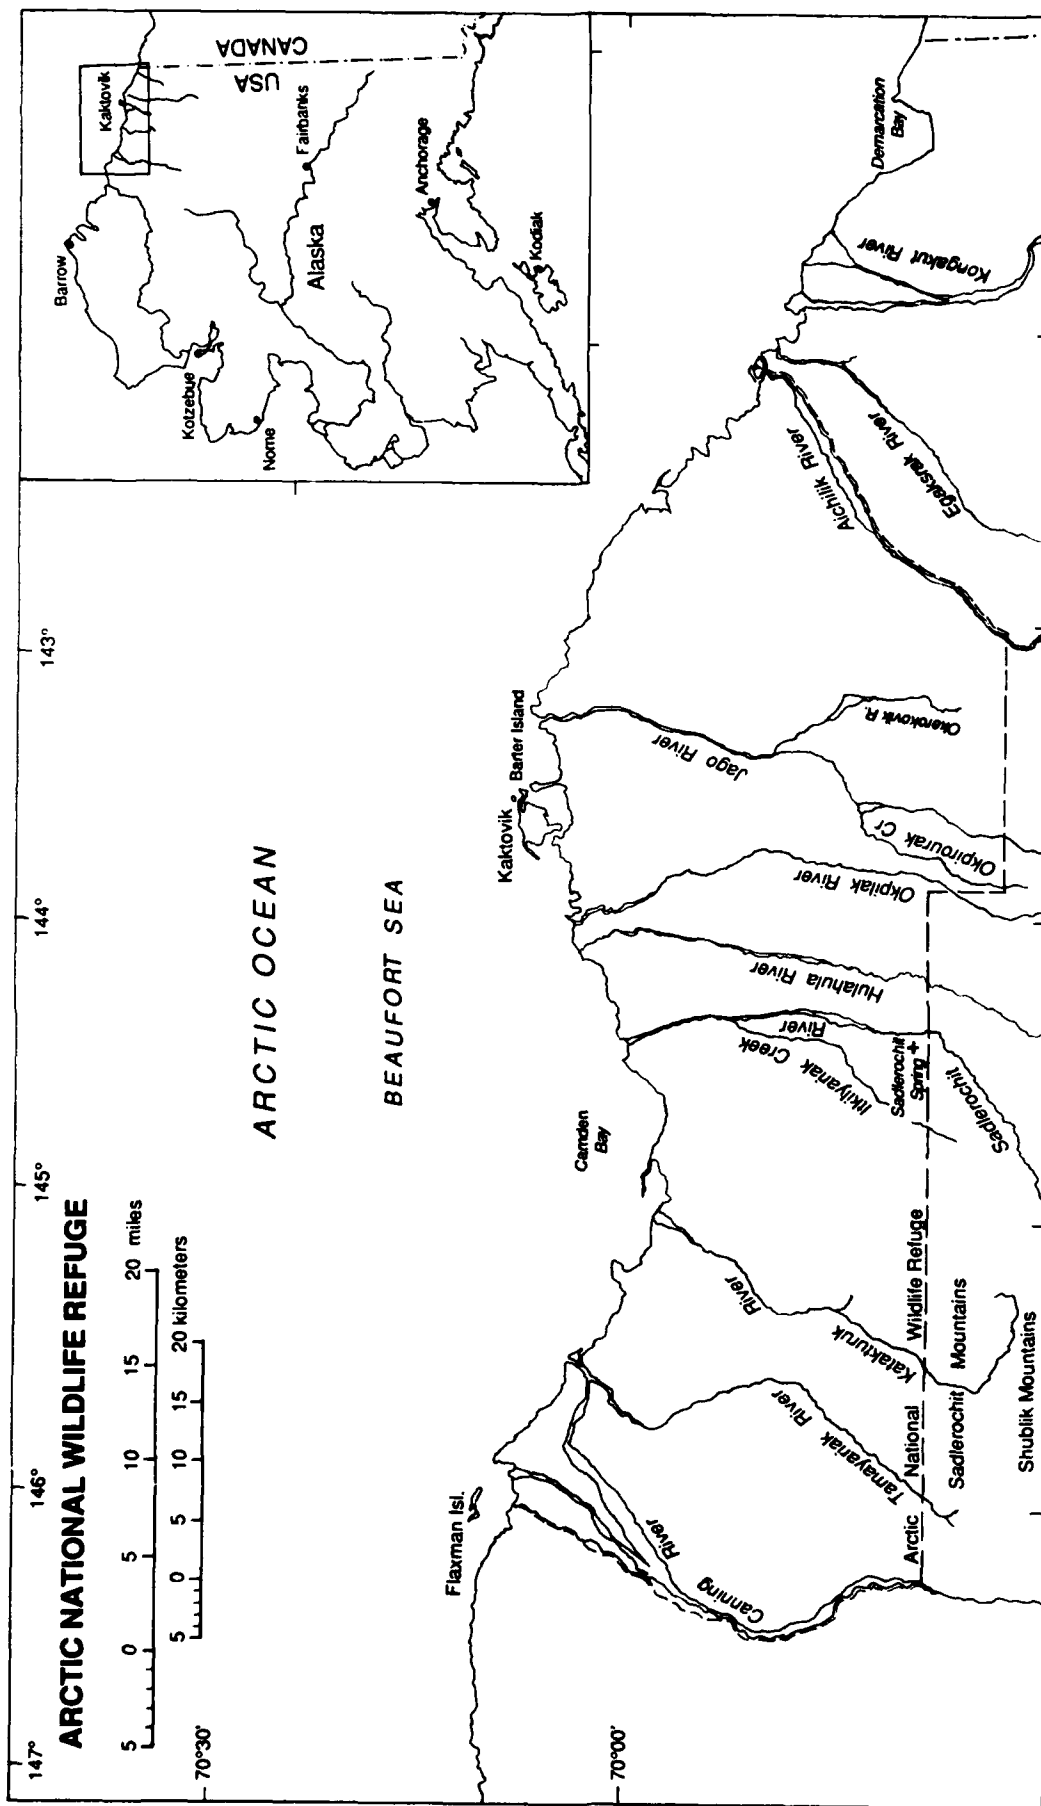 ARCTIC NATIONAL WILDLIFE REFUGE
5 0 5 10 15 20 miles
5 0 5 10 15 20 kilometers
147°
146°
145°
144°
143°
70°30'
70°00'
ARCTIC OCEAN
BEAUFORT SEA
Flaxman Isl.
Camden
Bay
Kaktovik
Barter Island
Demarcation
Bay
Canning River
Tamayariak River
Katakturuk River
Itkilyariak Creek
Sadlerochit River
Sadlerochit
Spring +
Hulahula River
Okpilak River
Okpirourak Cr
Jago River
Okerokovik R.
Aichilik River
Egaksrak River
Kongakut River
Arctic National Wildlife Refuge
Sadlerochit Mountains
Shublik Mountains
Barrow
Kaktovik
USA
CANADA
Kotzebue
Nome
Alaska
Fairbanks
Anchorage
Kodiak